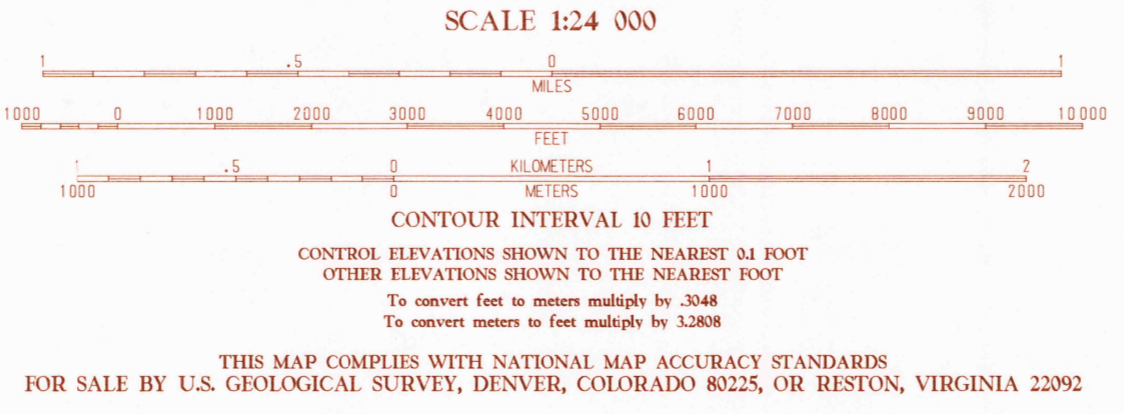 SCALE 1:24 000
1 .5 0 1
MILES
1000 0 1000 2000 3000 4000 5000 6000 7000 8000 9000 10 000
FEET
1 .5 0 KILOMETERS 1 2
1000 0 METERS 1000 2000
CONTOUR INTERVAL 10 FEET
CONTROL ELEVATIONS SHOWN TO THE NEAREST 0.1 FOOT
OTHER ELEVATIONS SHOWN TO THE NEAREST FOOT
To convert feet to meters multiply by .3048
To convert meters to feet multiply by 3.2808
THIS MAP COMPLIES WITH NATIONAL MAP ACCURACY STANDARDS
FOR SALE BY U.S. GEOLOGICAL SURVEY, DENVER, COLORADO 80225, OR RESTON, VIRGINIA 22092